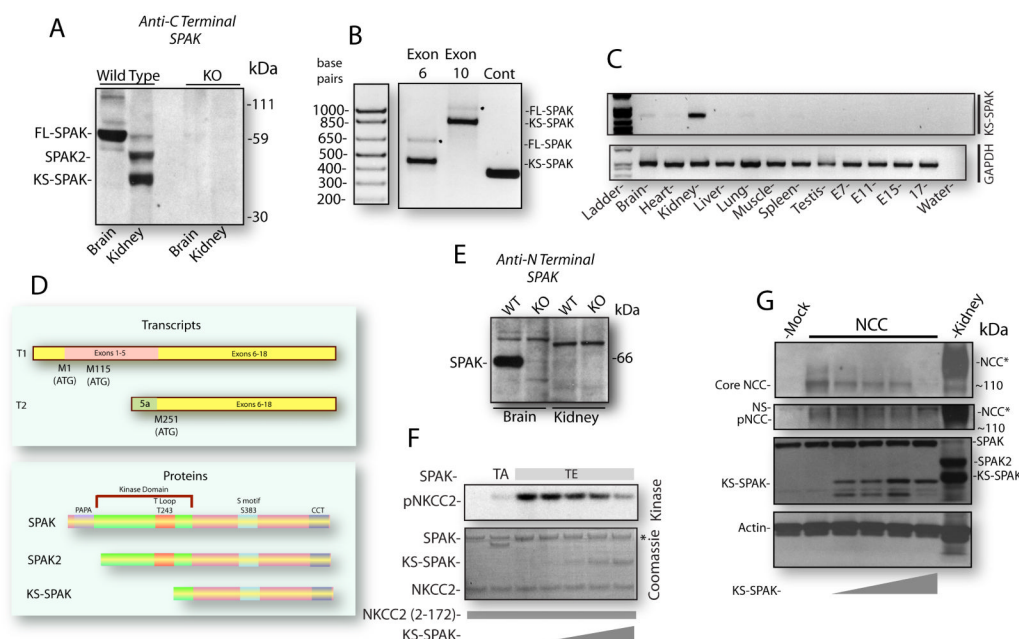 A
Anti-C Terminal
SPAK
Wild Type
KO
kDa
-111
FL-SPAK-
-59
SPAK2-
KS-SPAK-
-30
Brain
Kidney
Brain
Kidney
B
base
pairs
Exon
6
Exon
10
Cont
1000-
850-
650-
500-
400-
300-
200-
-FL-SPAK
-KS-SPAK
-FL-SPAK
-KS-SPAK
C
KS-SPAK
GAPDH
Ladder-
Brain-
Heart-
Kidney-
Liver-
Lung-
Muscle-
Spleen-
Testis-
E7-
E11-
E15-
17-
Water-
D
Transcripts
T1
Exons 1-5
Exons 6-18
M1
(ATG)
M115
(ATG)
T2
5a
Exons 6-18
M251
(ATG)
Proteins
Kinase Domain
PAPA
T Loop
T243
S motif
S383
CCT
SPAK
SPAK2
KS-SPAK
E
Anti-N Terminal
SPAK
WT
KO
WT
KO
kDa
SPAK-
-66
Brain
Kidney
F
SPAK-
TA
TE
pNKCC2-
Kinase
SPAK-
*
KS-SPAK-
NKCC2-
Coomassie
NKCC2 (2-172)-
KS-SPAK-
G
-Mock
NCC
-Kidney
kDa
-NCC*
Core NCC-
~110
NS-
pNCC-
-NCC*
~110
-SPAK
-SPAK2
KS-SPAK-
-KS-SPAK
Actin-
KS-SPAK-